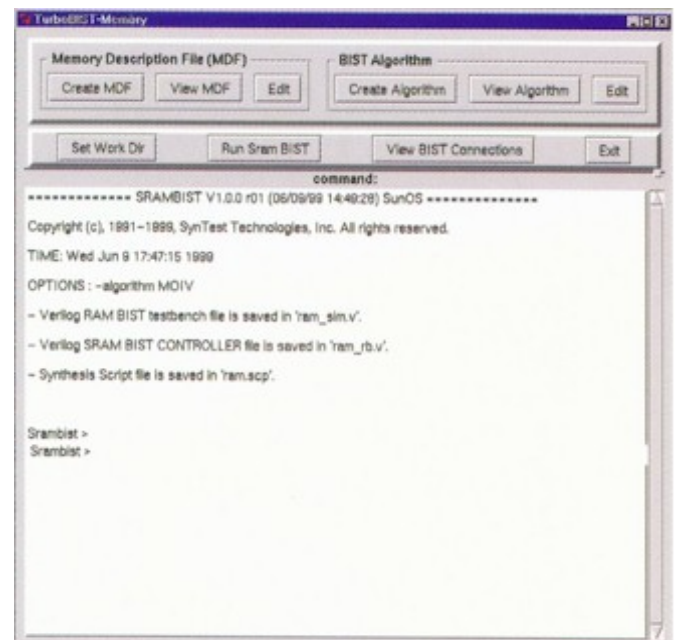 TurboBIST-Memory
Memory Description File (MDF)
BIST Algorithm
Create MDF View MDF Edit
Create Algorithm View Algorithm Edit
Set Work Dir Run Sram BIST View BIST Connections Exit
command:
============= SRAMBIST V1.0.0 r01 (06/09/99 14:49:28) SunOS ==============
Copyright (c), 1991-1999, SynTest Technologies, Inc. All rights reserved.
TIME: Wed Jun 9 17:47:15 1999
OPTIONS : -algorithm MOIV
- Verilog RAM BIST testbench file is saved in 'ram_sim.v'.
- Verilog SRAM BIST CONTROLLER file is saved in 'ram_rb.v'.
- Synthesis Script file is saved in 'ram.scp'.
Srambist >
Srambist >